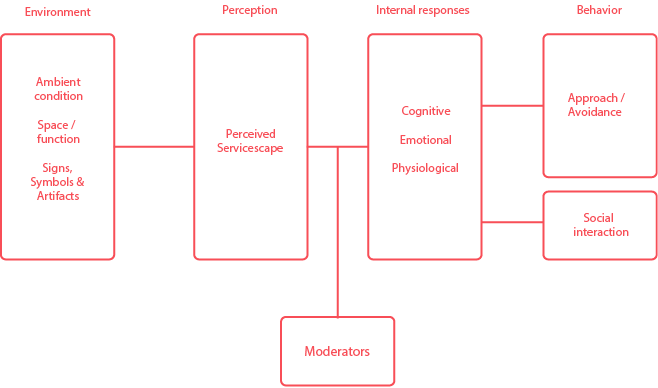 Environment
Perception
Internal responses
Behavior
Ambient
condition
Space /
function
Signs,
Symbols &
Artifacts
Perceived
Servicescape
Cognitive
Emotional
Physiological
Approach /
Avoidance
Social
interaction
Moderators